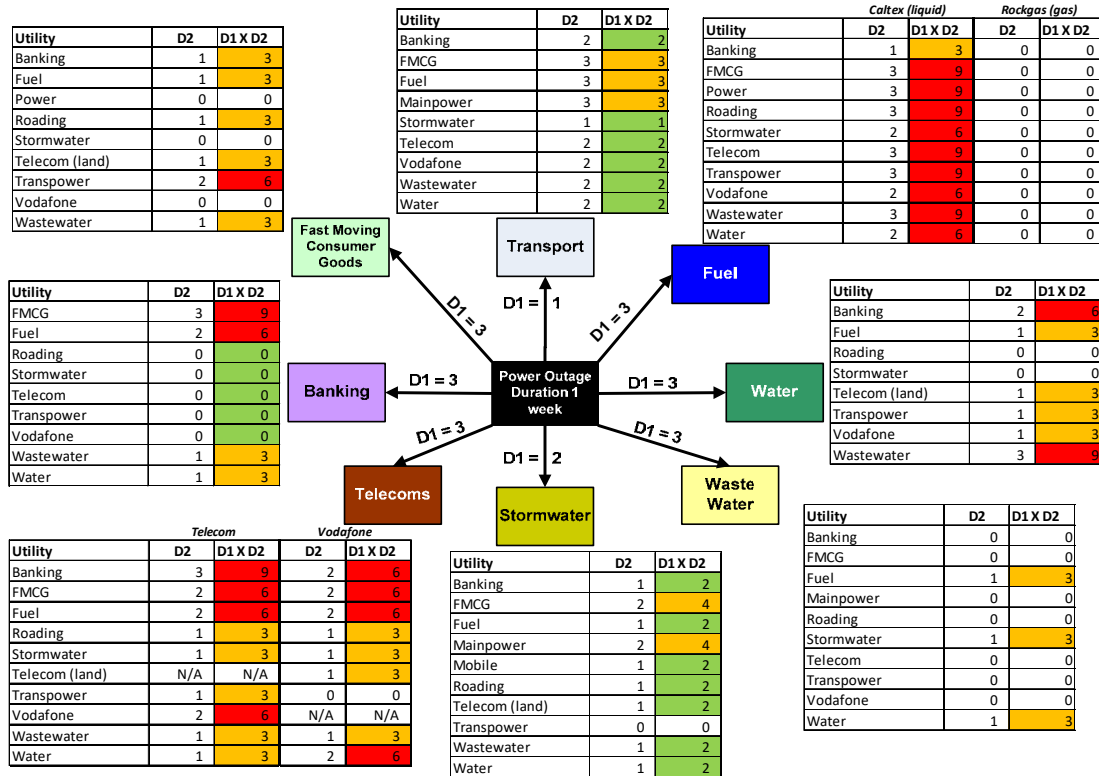 Utility D2 D1 X D2
Banking 1 3
Fuel 1 3
Power 0 0
Roading 1 3
Stormwater 0 0
Telecom (land) 1 3
Transpower 2 6
Vodafone 0 0
Wastewater 1 3
Utility D2 D1 X D2
Banking 2 2
FMCG 3 3
Fuel 3 3
Mainpower 3 3
Stormwater 1 1
Telecom 2 2
Vodafone 2 2
Wastewater 2 2
Water 2 2
Caltex (liquid) Rockgas (gas)
Utility D2 D1 X D2 D2 D1 X D2
Banking 1 3 0 0
FMCG 3 9 0 0
Power 3 9 0 0
Roading 3 9 0 0
Stormwater 2 6 0 0
Telecom 3 9 0 0
Transpower 3 9 0 0
Vodafone 2 6 0 0
Wastewater 3 9 0 0
Water 2 6 0 0
Fast Moving
Consumer
Goods
Transport
Fuel
D1 = 3
D1 = 1
D1 = 3
Utility D2 D1 X D2
FMCG 3 9
Fuel 2 6
Roading 0 0
Stormwater 0 0
Telecom 0 0
Transpower 0 0
Vodafone 0 0
Wastewater 1 3
Water 1 3
Banking
D1 = 3
Power Outage
Duration 1
week
D1 = 3
Water
Utility D2 D1 X D2
Banking 2 6
Fuel 1 3
Roading 0 0
Stormwater 0 0
Telecom (land) 1 3
Transpower 1 3
Vodafone 1 3
Wastewater 3 9
D1 = 3
D1 = 2
D1 = 3
Telecoms
Stormwater
Waste
Water
Telecom Vodafone
Utility D2 D1 X D2 D2 D1 X D2
Banking 3 9 2 6
FMCG 2 6 2 6
Fuel 2 6 2 6
Roading 1 3 1 3
Stormwater 1 3 1 3
Telecom (land) N/A N/A 1 3
Transpower 1 3 0 0
Vodafone 2 6 N/A N/A
Wastewater 1 3 1 3
Water 1 3 2 6
Utility D2 D1 X D2
Banking 1 2
FMCG 2 4
Fuel 1 2
Mainpower 2 4
Mobile 1 2
Roading 1 2
Telecom (land) 1 2
Transpower 0 0
Wastewater 1 2
Water 1 2
Utility D2 D1 X D2
Banking 0 0
FMCG 0 0
Fuel 1 3
Mainpower 0 0
Roading 0 0
Stormwater 1 3
Telecom 0 0
Transpower 0 0
Vodafone 0 0
Water 1 3